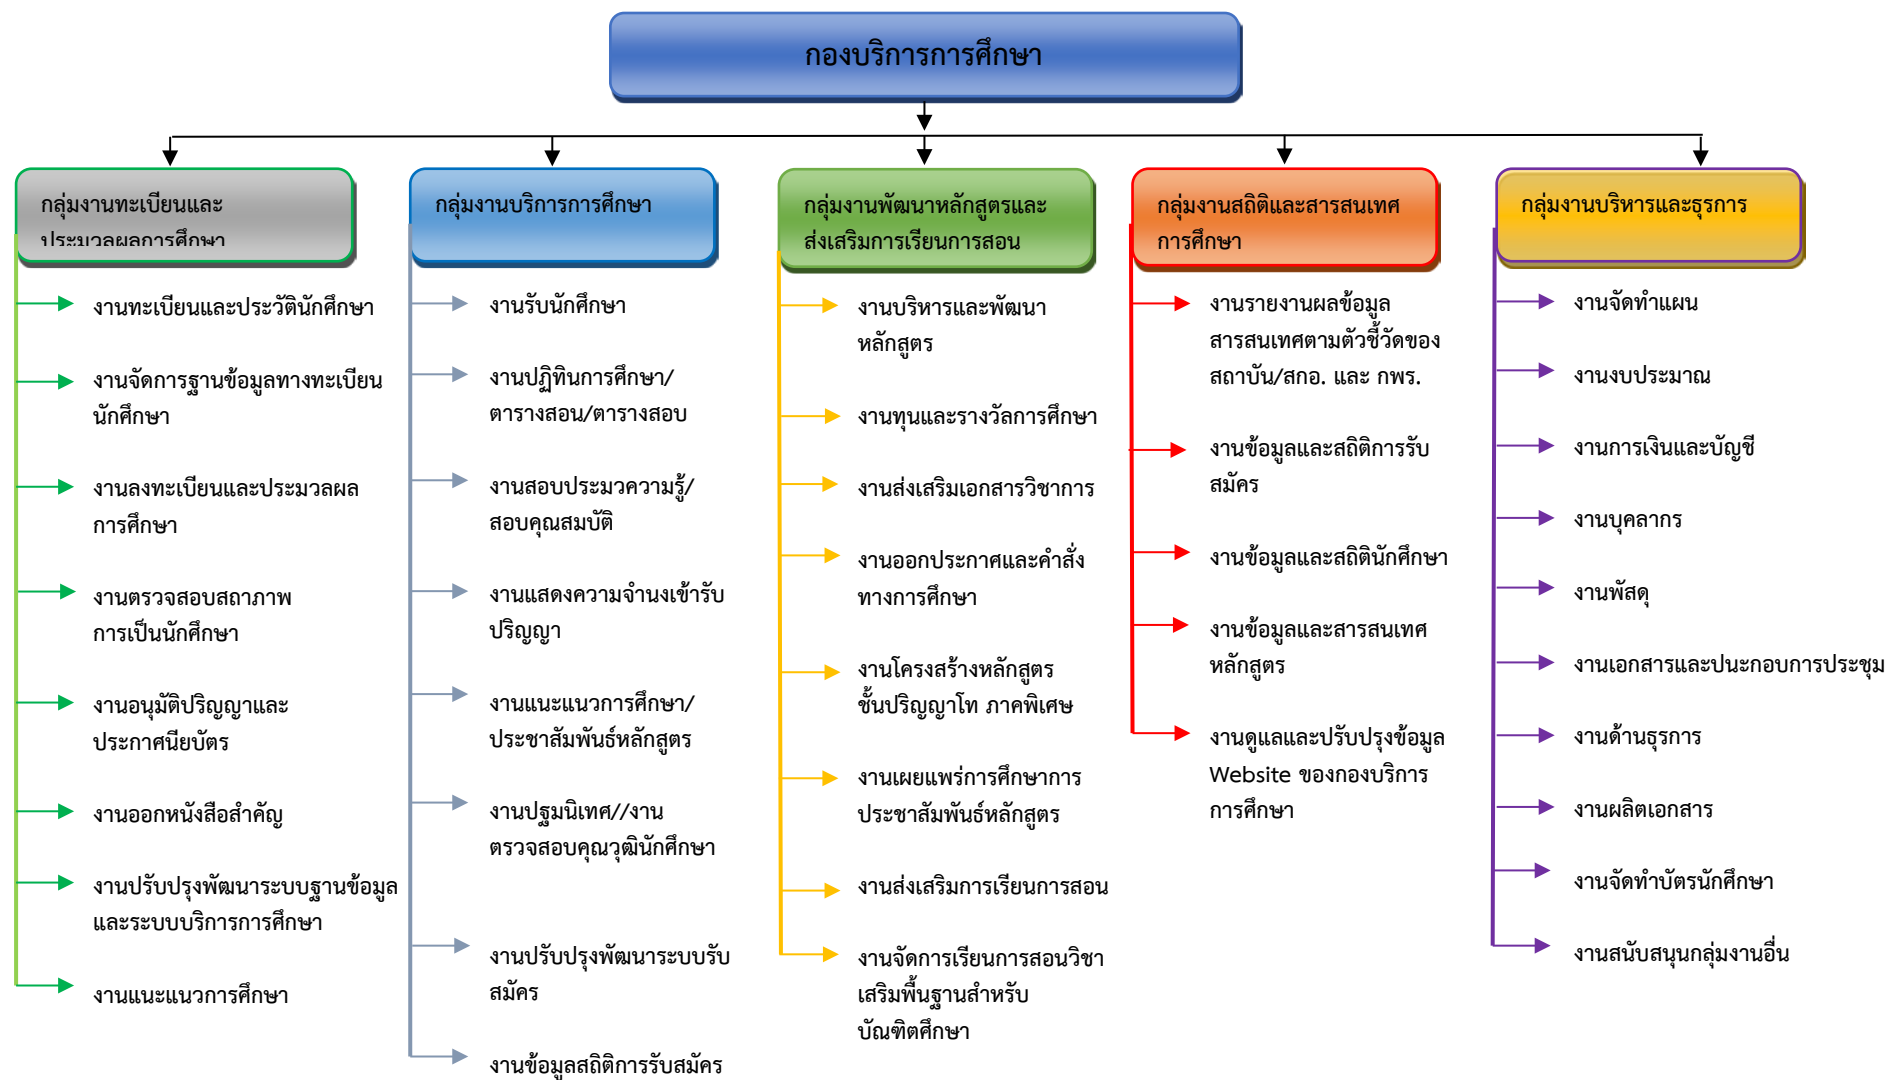 กองบริการการศึกษา
กลุ่มงานทะเบียนและ
ประมวลผลการศึกษา
งานทะเบียนและประวัตินักศึกษา
งานจัดการฐานข้อมูลทางทะเบียน
นักศึกษา
งานลงทะเบียนและประมวลผล
การศึกษา
งานตรวจสอบสถาภาพ
การเป็นนักศึกษา
งานอนุมัติปริญญาและ
ประกาศนียบัตร
งานออกหนังสือสำคัญ
งานปรับปรุงพัฒนาระบบฐานข้อมูล
และระบบบริการการศึกษา
งานแนะแนวการศึกษา
กลุ่มงานบริการการศึกษา
งานรับนักศึกษา
งานปฏิทินการศึกษา/
ตารางสอน/ตารางสอบ
งานสอบประมวความรู้/
สอบคุณสมบัติ
งานแสดงความจำนงเข้ารับ
ปริญญา
งานแนะแนวการศึกษา/
ประชาสัมพันธ์หลักสูตร
งานปฐมนิเทศ//งาน
ตรวจสอบคุณวุฒินักศึกษา
งานปรับปรุงพัฒนาระบบรับ
สมัคร
งานข้อมูลสถิติการรับสมัคร
กลุ่มงานพัฒนาหลักสูตรและ
ส่งเสริมการเรียนการสอน
งานบริหารและพัฒนา
หลักสูตร
งานทุนและรางวัลการศึกษา
งานส่งเสริมเอกสารวิชาการ
งานออกประกาศและคำสั่ง
ทางการศึกษา
งานโครงสร้างหลักสูตร
ชั้นปริญญาโท ภาคพิเศษ
งานเผยแพร่การศึกษาการ
ประชาสัมพันธ์หลักสูตร
งานส่งเสริมการเรียนการสอน
งานจัดการเรียนการสอนวิชา
เสริมพื้นฐานสำหรับ
บัณฑิตศึกษา
กลุ่มงานสถิติและสารสนเทศ
การศึกษา
งานรายงานผลข้อมูล
สารสนเทศตามตัวชี้วัดของ
สถาบัน/สกอ. และ กพร.
งานข้อมูลและสถิติการรับ
สมัคร
งานข้อมูลและสถิตินักศึกษา
งานข้อมูลและสารสนเทศ
หลักสูตร
งานดูแลและปรับปรุงข้อมูล
Website ของกองบริการ
การศึกษา
กลุ่มงานบริหารและธุรการ
งานจัดทำแผน
งานงบประมาณ
งานการเงินและบัญชี
งานบุคลากร
งานพัสดุ
งานเอกสารและปนะกอบการประชุม
งานด้านธุรการ
งานผลิตเอกสาร
งานจัดทำบัตรนักศึกษา
งานสนับสนุนกลุ่มงานอื่น